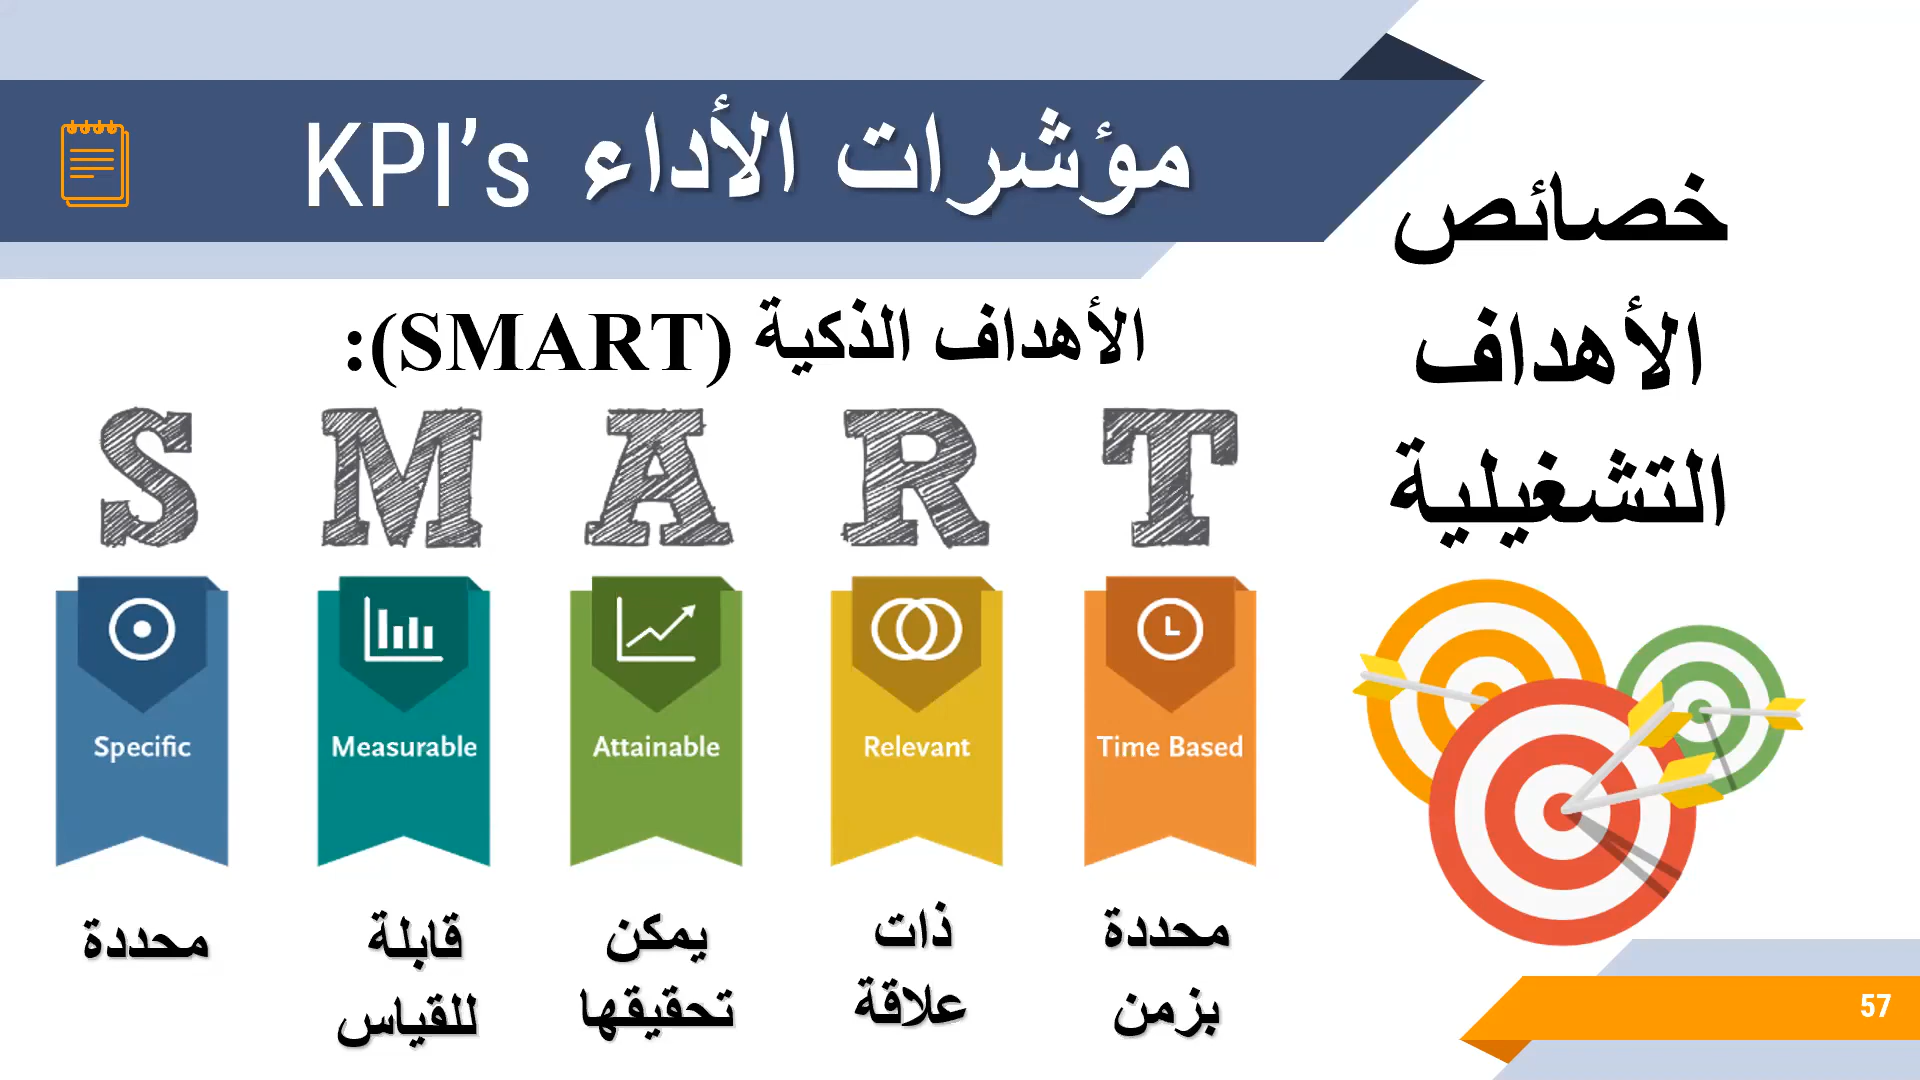 مؤشرات الأداء KPI’s
خصائص
الأهداف
التشغيلية
الأهداف الذكية (SMART):
S M A R T
Specific
Measurable
Attainable
Relevant
Time Based
محددة
قابلة
للقياس
يمكن
تحقيقها
ذات
علاقة
محددة
بزمن
57